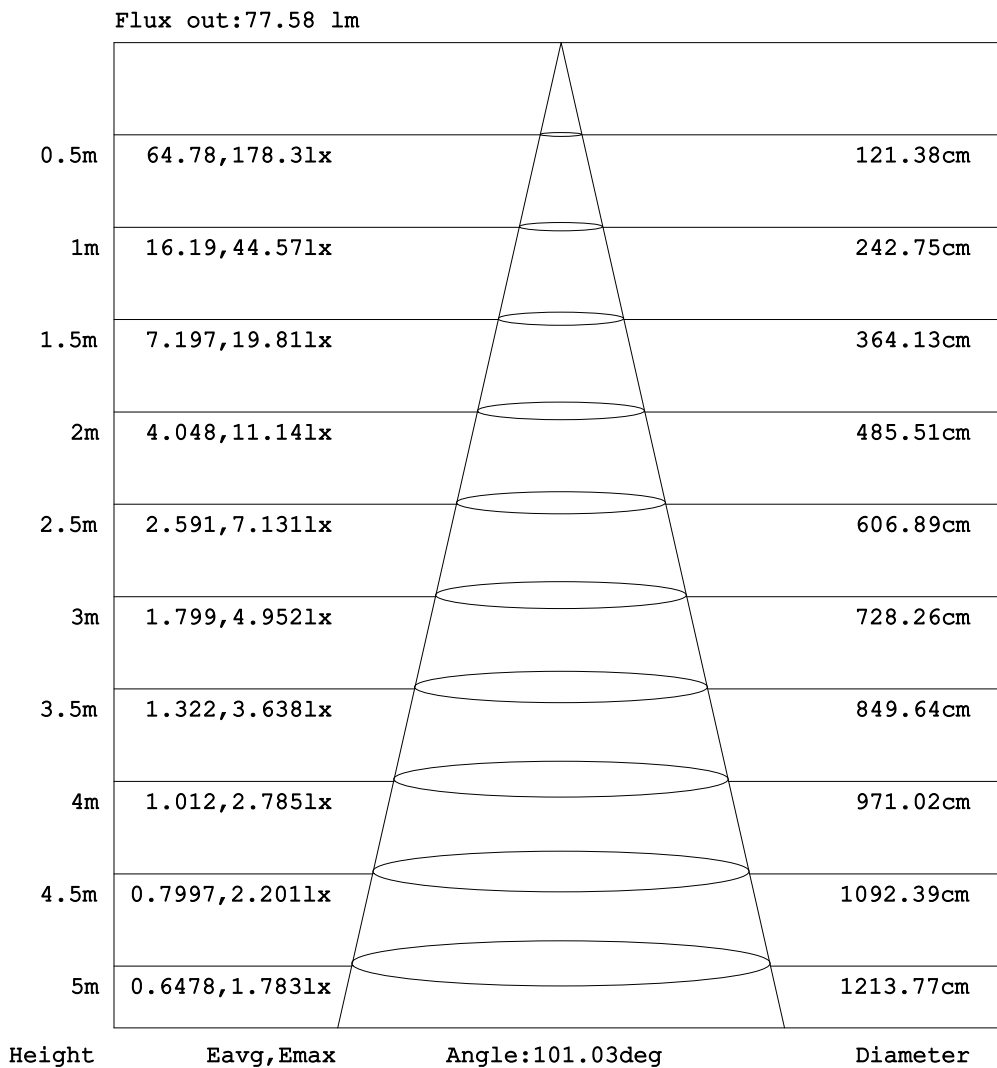 Flux out:77.58 lm
0.5m 64.78,178.3lx 121.38cm
1m 16.19,44.57lx 242.75cm
1.5m 7.197,19.81lx 364.13cm
2m 4.048,11.14lx 485.51cm
2.5m 2.591,7.131lx 606.89cm
3m 1.799,4.952lx 728.26cm
3.5m 1.322,3.638lx 849.64cm
4m 1.012,2.785lx 971.02cm
4.5m 0.7997,2.201lx 1092.39cm
5m 0.6478,1.783lx 1213.77cm
Height Eavg,Emax Angle:101.03deg Diameter